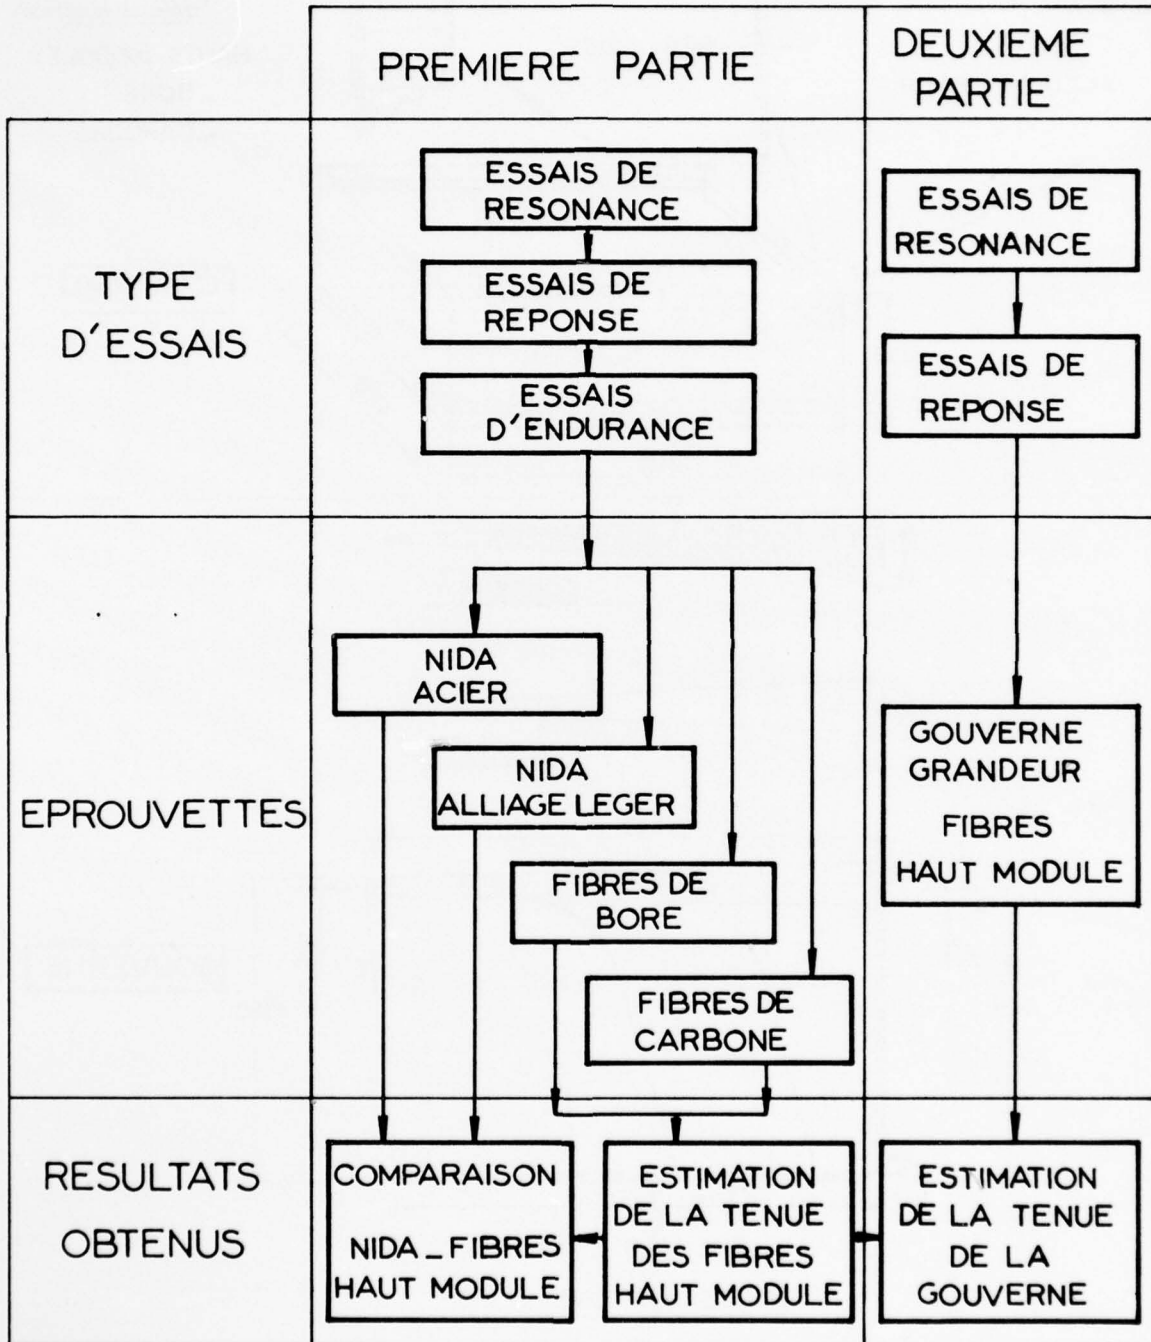 PREMIERE PARTIE
DEUXIEME
PARTIE
TYPE
D'ESSAIS
ESSAIS DE
RESONANCE
ESSAIS DE
REPONSE
ESSAIS
D'ENDURANCE
ESSAIS DE
RESONANCE
ESSAIS DE
REPONSE
EPROUVETTES
NIDA
ACIER
NIDA
ALLIAGE LEGER
FIBRES DE
BORE
FIBRES DE
CARBONE
GOUVERNE
GRANDEUR
FIBRES
HAUT MODULE
RESULTATS
OBTENUS
COMPARAISON
NIDA_FIBRES
HAUT MODULE
ESTIMATION
DE LA TENUE
DES FIBRES
HAUT MODULE
ESTIMATION
DE LA TENUE
DE LA
GOUVERNE